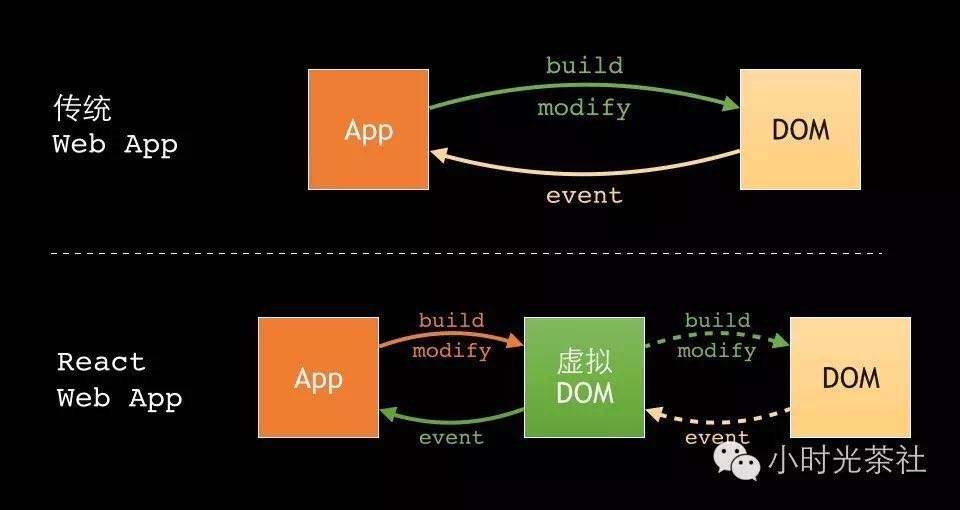 传统
Web App
App
build
modify
event
DOM
React
Web App
App
build
modify
event
虚拟
DOM
build
modify
event
DOM
小时光茶社